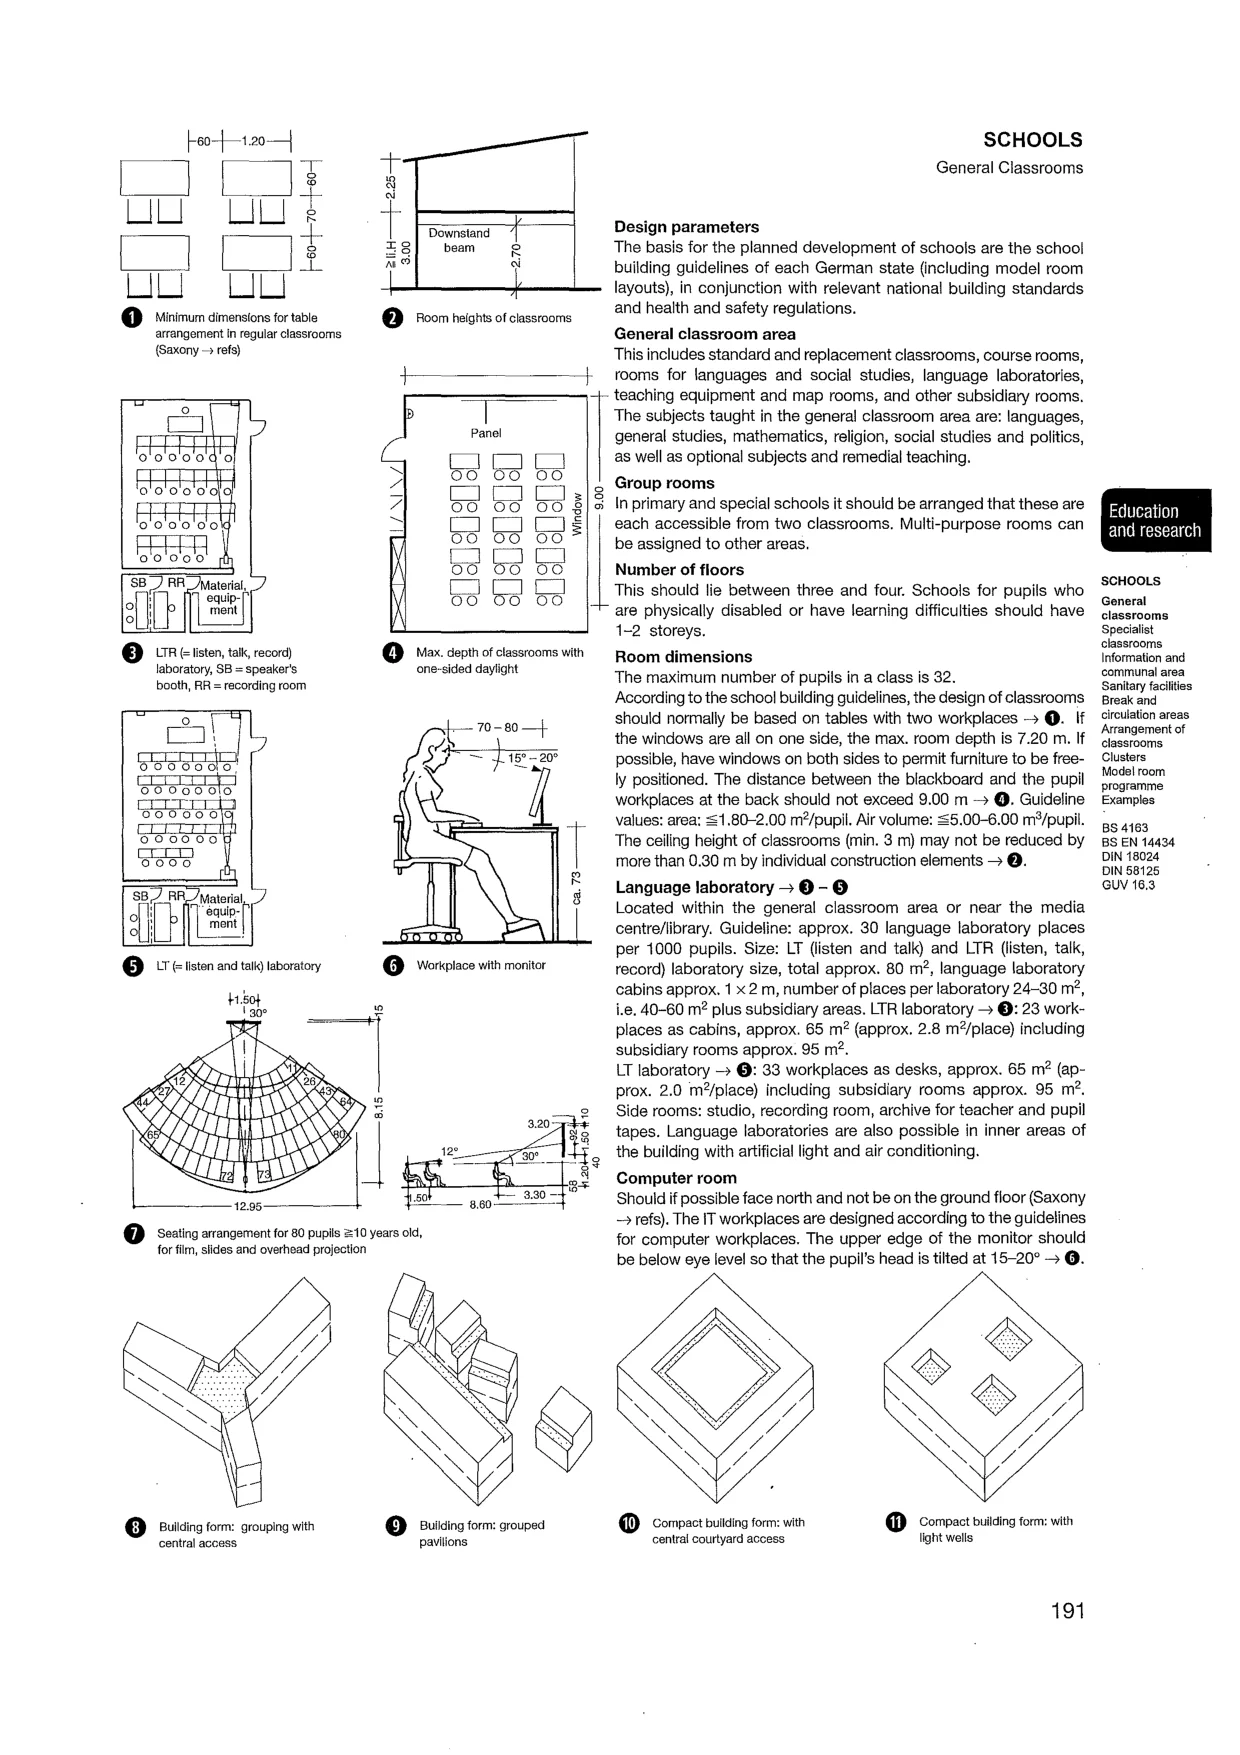 SCHOOLS
General Classrooms
60 1.20
60
70
60
❶ Minimum dimensions for table
arrangement in regular classrooms
(Saxony → refs)
2.25
≧ li.H
3.00
Downstand
beam
2.70
❷ Room heights of classrooms
SB RR Material,
equip-
ment
❸ LTR (= listen, talk, record)
laboratory, SB = speaker's
booth, RR = recording room
Panel
Window
9.00
❹ Max. depth of classrooms with
one-sided daylight
SB RR Material,
equip-
ment
❺ LT (= listen and talk) laboratory
70 – 80
15° – 20°
ca. 73
❻ Workplace with monitor
1.50
30°
15
12 11 26
27 43
44 64
65 80
72 73
8.15
12.95
3.20
10
92
1.50
12°
30°
40
1.20
58
1.50 3.30
8.60
❼ Seating arrangement for 80 pupils ≧10 years old,
for film, slides and overhead projection
Design parameters
The basis for the planned development of schools are the school
building guidelines of each German state (including model room
layouts), in conjunction with relevant national building standards
and health and safety regulations.
General classroom area
This includes standard and replacement classrooms, course rooms,
rooms for languages and social studies, language laboratories,
teaching equipment and map rooms, and other subsidiary rooms.
The subjects taught in the general classroom area are: languages,
general studies, mathematics, religion, social studies and politics,
as well as optional subjects and remedial teaching.
Group rooms
In primary and special schools it should be arranged that these are
each accessible from two classrooms. Multi-purpose rooms can
be assigned to other areas.
Number of floors
This should lie between three and four. Schools for pupils who
are physically disabled or have learning difficulties should have
1–2 storeys.
Room dimensions
The maximum number of pupils in a class is 32.
According to the school building guidelines, the design of classrooms
should normally be based on tables with two workplaces → ❶. If
the windows are all on one side, the max. room depth is 7.20 m. If
possible, have windows on both sides to permit furniture to be free-
ly positioned. The distance between the blackboard and the pupil
workplaces at the back should not exceed 9.00 m → ❹. Guideline
values: area: ≦1.80–2.00 m²/pupil. Air volume: ≦5.00–6.00 m³/pupil.
The ceiling height of classrooms (min. 3 m) may not be reduced by
more than 0.30 m by individual construction elements → ❷.
Language laboratory → ❸ – ❺
Located within the general classroom area or near the media
centre/library. Guideline: approx. 30 language laboratory places
per 1000 pupils. Size: LT (listen and talk) and LTR (listen, talk,
record) laboratory size, total approx. 80 m², language laboratory
cabins approx. 1 x 2 m, number of places per laboratory 24–30 m²,
i.e. 40–60 m² plus subsidiary areas. LTR laboratory → ❸: 23 work-
places as cabins, approx. 65 m² (approx. 2.8 m²/place) including
subsidiary rooms approx. 95 m².
LT laboratory → ❺: 33 workplaces as desks, approx. 65 m² (ap-
prox. 2.0 m²/place) including subsidiary rooms approx. 95 m².
Side rooms: studio, recording room, archive for teacher and pupil
tapes. Language laboratories are also possible in inner areas of
the building with artificial light and air conditioning.
Computer room
Should if possible face north and not be on the ground floor (Saxony
→ refs). The IT workplaces are designed according to the guidelines
for computer workplaces. The upper edge of the monitor should
be below eye level so that the pupil's head is tilted at 15–20° → ❻.
Education
and research
SCHOOLS
General
classrooms
Specialist
classrooms
Information and
communal area
Sanitary facilities
Break and
circulation areas
Arrangement of
classrooms
Clusters
Model room
programme
Examples
BS 4163
BS EN 14434
DIN 18024
DIN 58125
GUV 16.3
❽ Building form: grouping with
central access
❾ Building form: grouped
pavilions
❿ Compact building form: with
central courtyard access
⓫ Compact building form: with
light wells
191